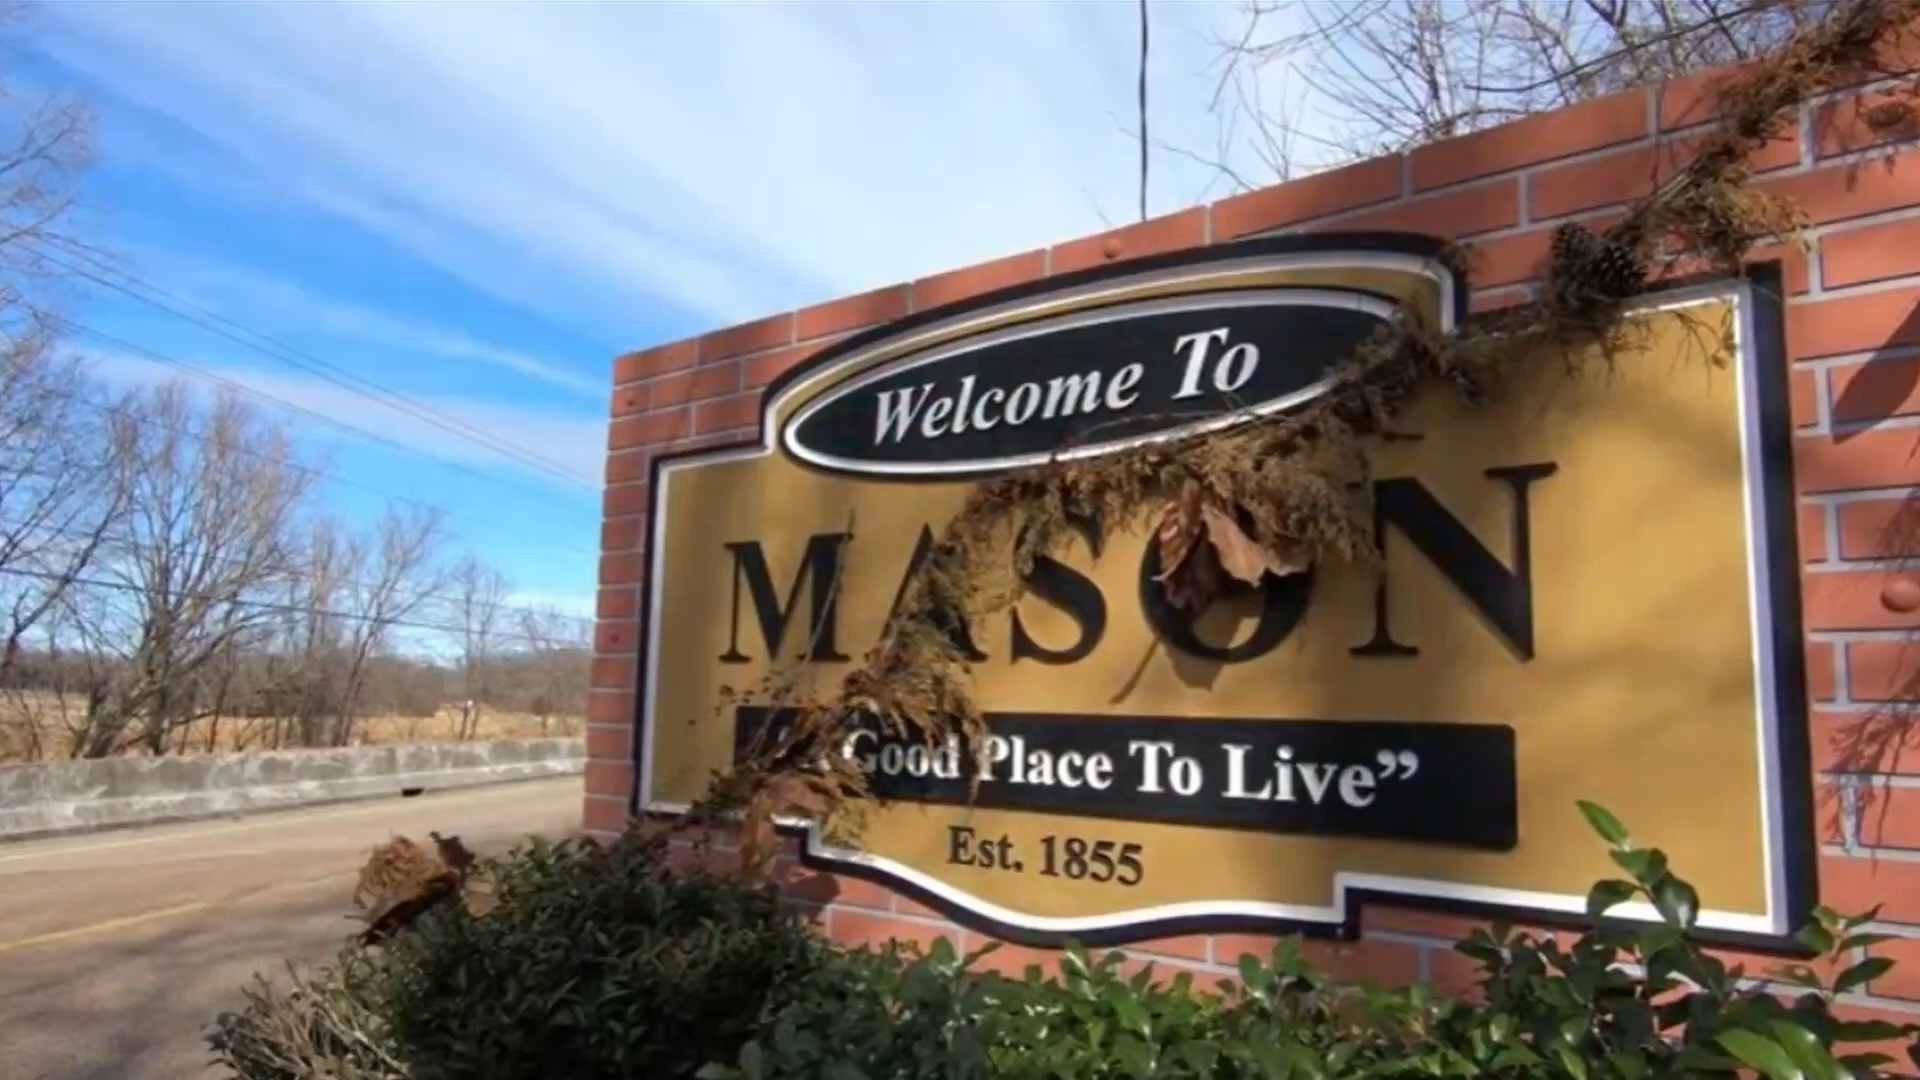 Welcome To
MASON
Good Place To Live”
Est. 1855